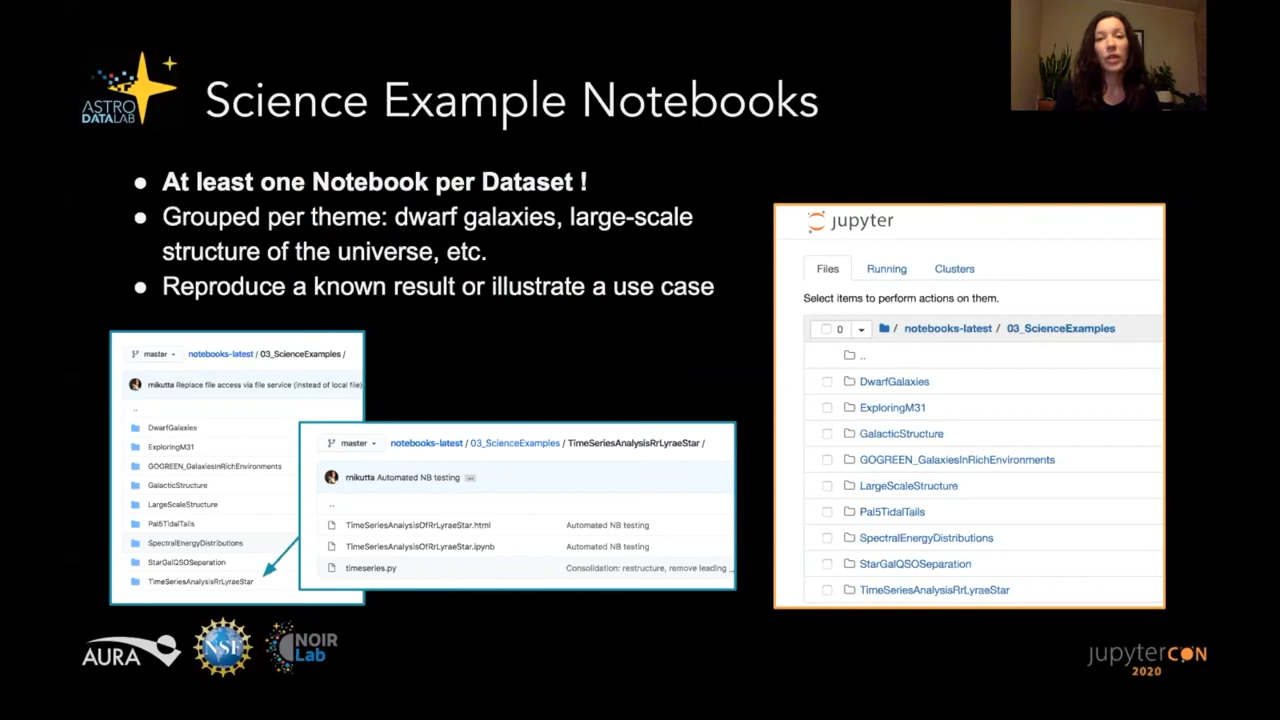 ASTRO
DATA LAB
Science Example Notebooks
● At least one Notebook per Dataset !
● Grouped per theme: dwarf galaxies, large-scale
structure of the universe, etc.
● Reproduce a known result or illustrate a use case
master
notebooks-latest / 03_ScienceExamples /
rnikutta Replace file access via file service (instead of local file)
..
DwarfGalaxies
ExploringM31
GOGREEN_GalaxiesInRichEnvironments
GalacticStructure
LargeScaleStructure
Pal5TidalTails
SpectralEnergyDistributions
StarGalQSOSeparation
TimeSeriesAnalysisRrLyraeStar
master
notebooks-latest / 03_ScienceExamples / TimeSeriesAnalysisRrLyraeStar /
rnikutta Automated NB testing ...
..
TimeSeriesAnalysisOfRrLyraeStar.html Automated NB testing
TimeSeriesAnalysisOfRrLyraeStar.ipynb Automated NB testing
timeseries.py Consolidation: restructure, remove leading ...
jupyter
Files Running Clusters
Select items to perform actions on them.
0 / notebooks-latest / 03_ScienceExamples
..
DwarfGalaxies
ExploringM31
GalacticStructure
GOGREEN_GalaxiesInRichEnvironments
LargeScaleStructure
Pal5TidalTails
SpectralEnergyDistributions
StarGalQSOSeparation
TimeSeriesAnalysisRrLyraeStar
AURA
NSF
NOIR
Lab
jupytercon
2020